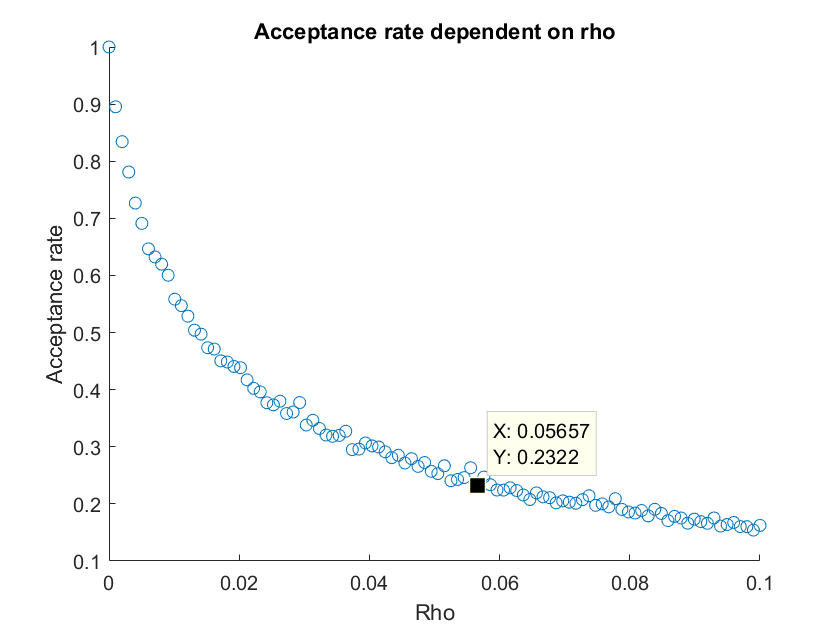 Acceptance rate dependent on rho
1
0.9
0.8
0.7
0.6
0.5
0.4
0.3
0.2
0.1
Acceptance rate
X: 0.05657
Y: 0.2322
0 0.02 0.04 0.06 0.08 0.1
Rho